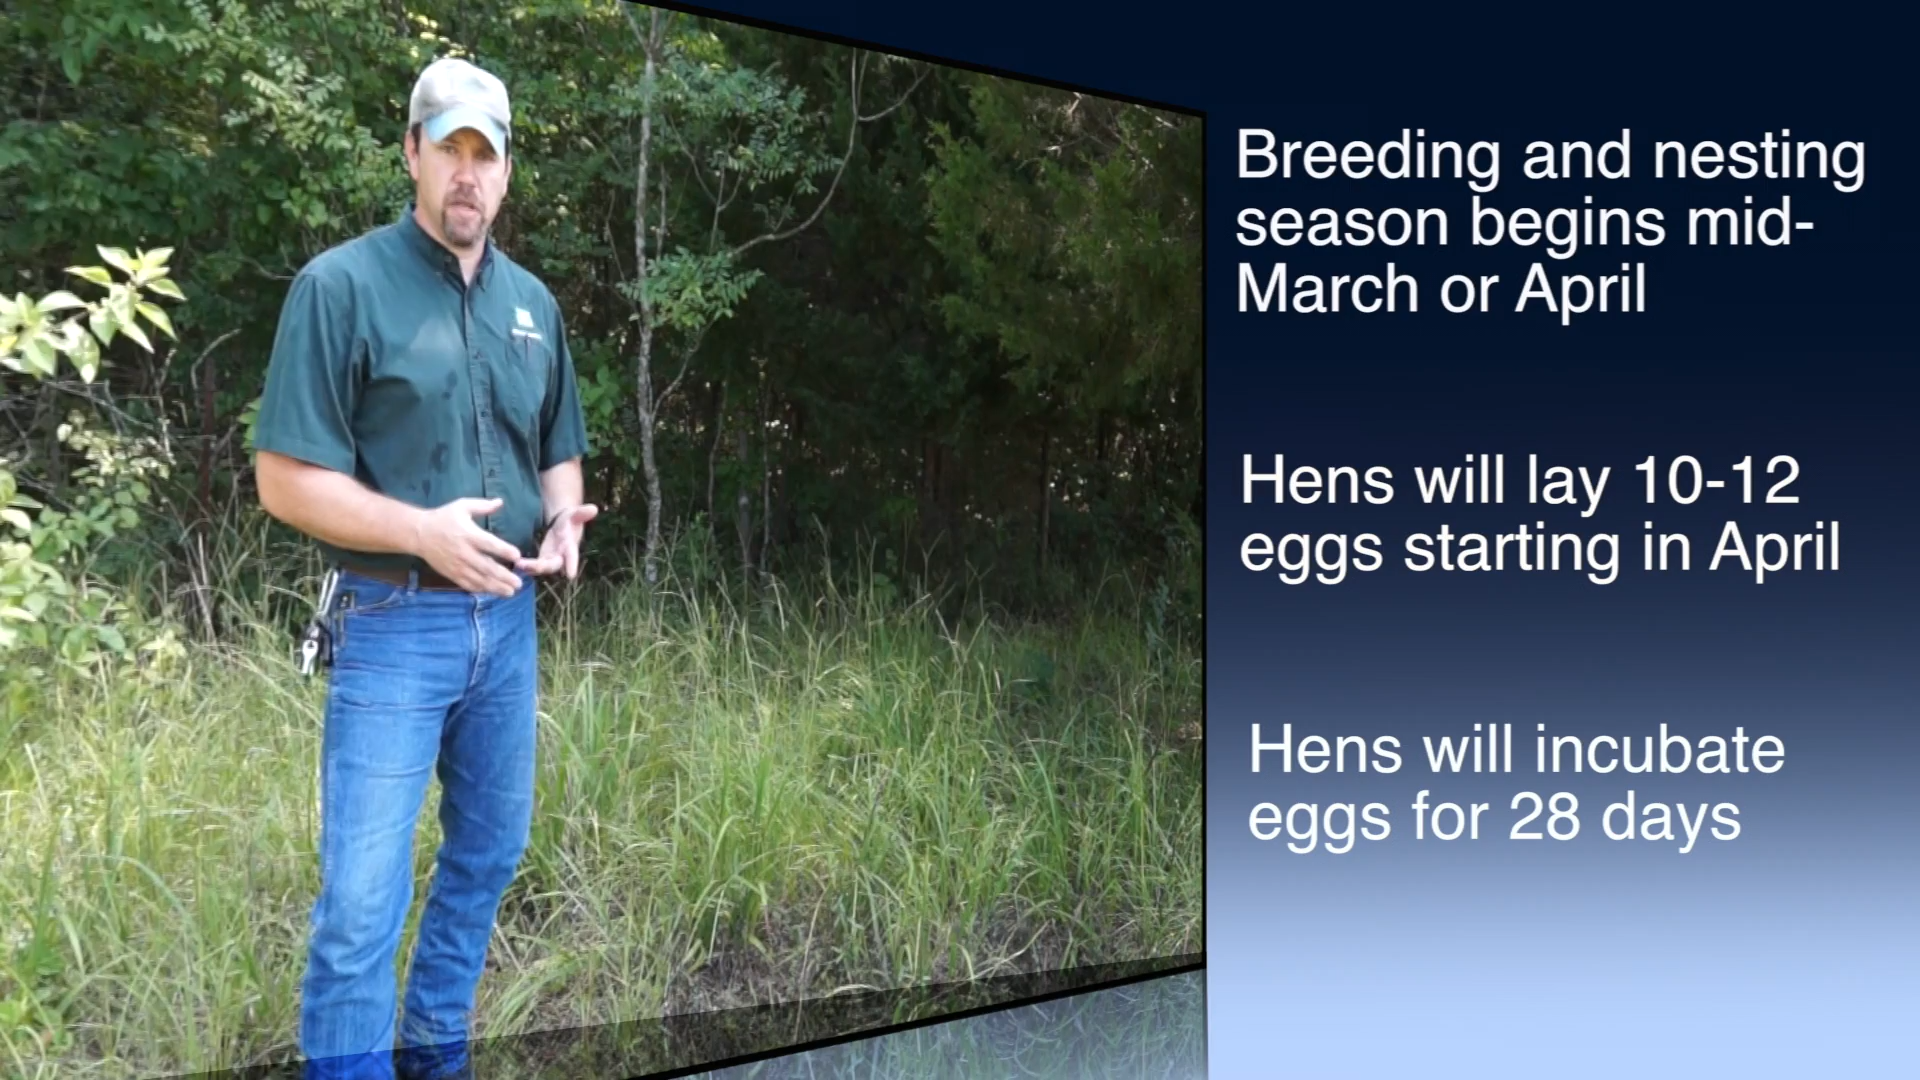 Breeding and nesting
season begins mid-
March or April
Hens will lay 10-12
eggs starting in April
Hens will incubate
eggs for 28 days